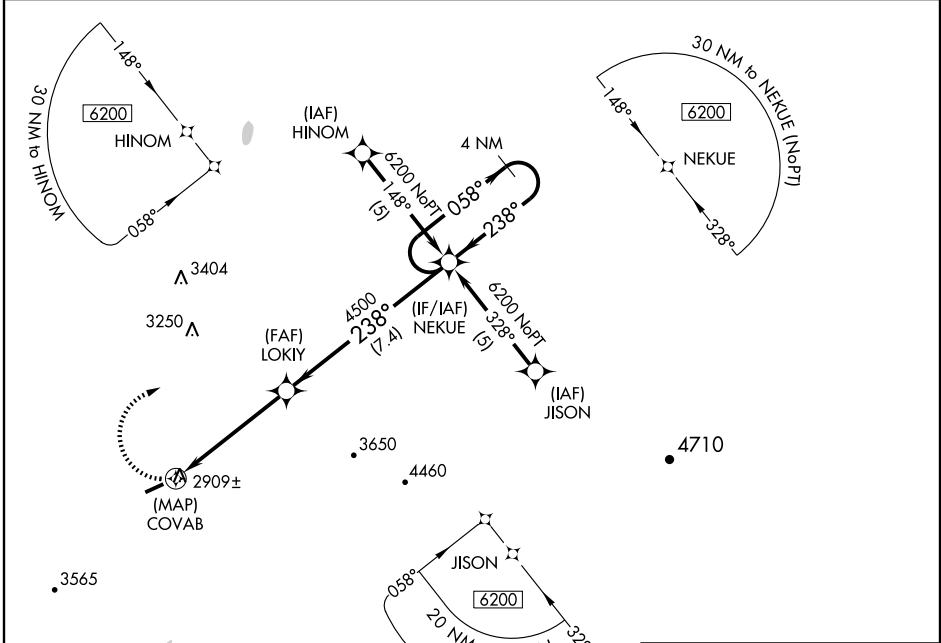 148°
30 NM to HINOM
6200
HINOM
058°
(IAF)
HINOM
6200 NoPT
148°
(5)
4 NM
058°
238°
30 NM to NEKUE (NoPT)
148°
6200
NEKUE
328°
3404
3250
(FAF)
LOKIY
4500
238°
(7.4)
(IF/IAF)
NEKUE
6200 NoPT
328°
(5)
(IAF)
JISON
3650
4460
4710
2909±
(MAP)
COVAB
3565
JISON
058°
6200
20 NM